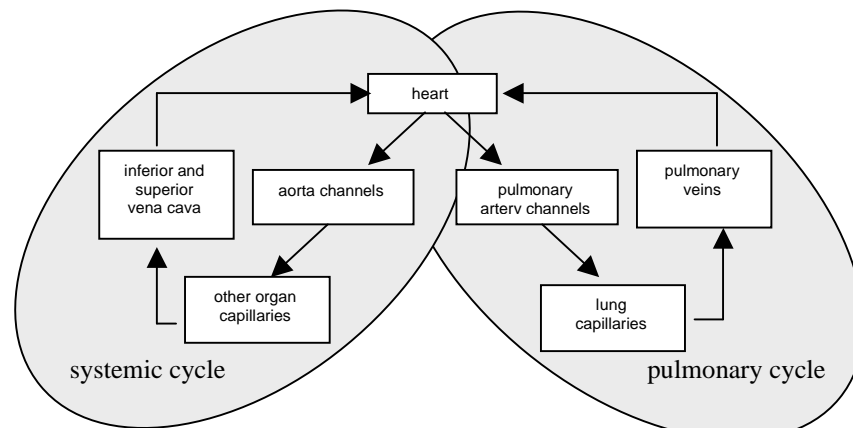 heart
inferior and
superior
vena cava
aorta channels
pulmonary
arterv channels
pulmonary
veins
other organ
capillaries
lung
capillaries
systemic cycle
pulmonary cycle